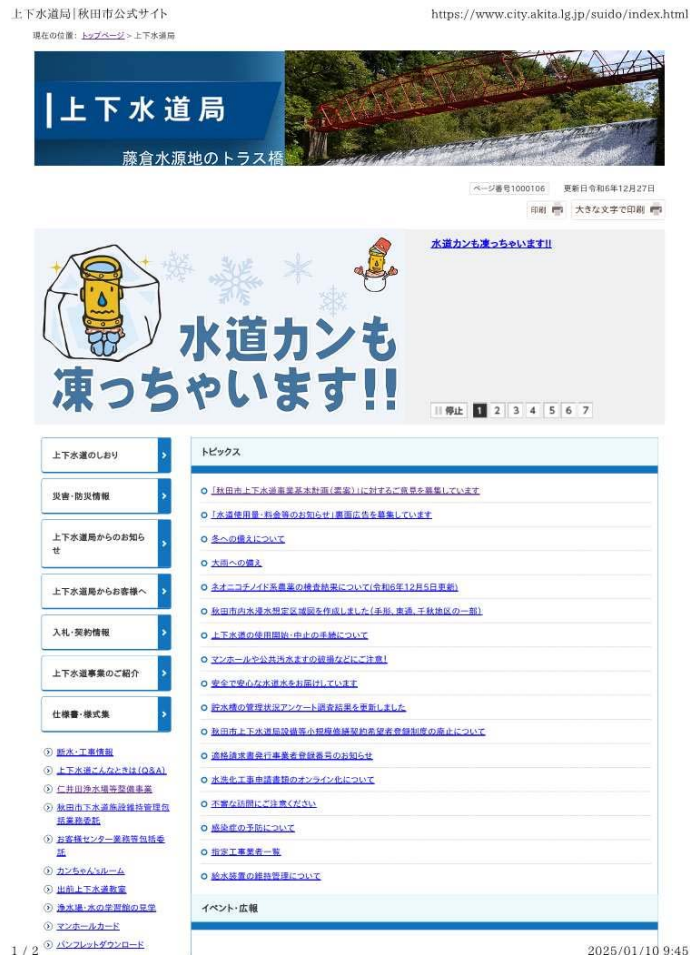 上下水道局|秋田市公式サイト
https://www.city.akita.lg.jp/suido/index.html
現在の位置: トップページ > 上下水道局
上下水道局
藤倉水源地のトラス橋
ページ番号1000106 更新日令和6年12月27日
印刷 大きな文字で印刷
水道カンも
凍っちゃいます!!
水道カンも凍っちゃいます!!
停止 1 2 3 4 5 6 7
上下水道のしおり
災害・防災情報
上下水道局からのお知ら
せ
上下水道局からお客様へ
入札・契約情報
上下水道事業のご紹介
仕様書・様式集
断水・工事情報
上下水道こんなときは(Q&A)
仁井田浄水場等整備事業
秋田市下水道施設維持管理包
括業務委託
お客様センター業務等包括委
託
カンちゃん'sルーム
出前上下水道教室
浄水場・水の学習館の見学
マンホールカード
パンフレットダウンロード
トピックス
「秋田市上下水道事業基本計画(素案)」に対するご意見を募集しています
「水道使用量・料金等のお知らせ」裏面広告を募集しています
冬への備えについて
大雨への備え
ネオニコチノイド系農薬の検査結果について(令和6年12月5日更新)
秋田市内水浸水想定区域図を作成しました(手形、東通、千秋地区の一部)
上下水道の使用開始・中止の手続について
マンホールや公共汚水ますの破損などにご注意!
安全で安心な水道水をお届けしています
貯水槽の管理状況アンケート調査結果を更新しました
秋田市上下水道局設備等小規模修繕契約希望者登録制度の廃止について
適格請求書発行事業者登録番号のお知らせ
水洗化工事申請書類のオンライン化について
不審な訪問にご注意ください
感染症の予防について
指定工事業者一覧
給水装置の維持管理について
イベント・広報
1 / 2
2025/01/10 9:45